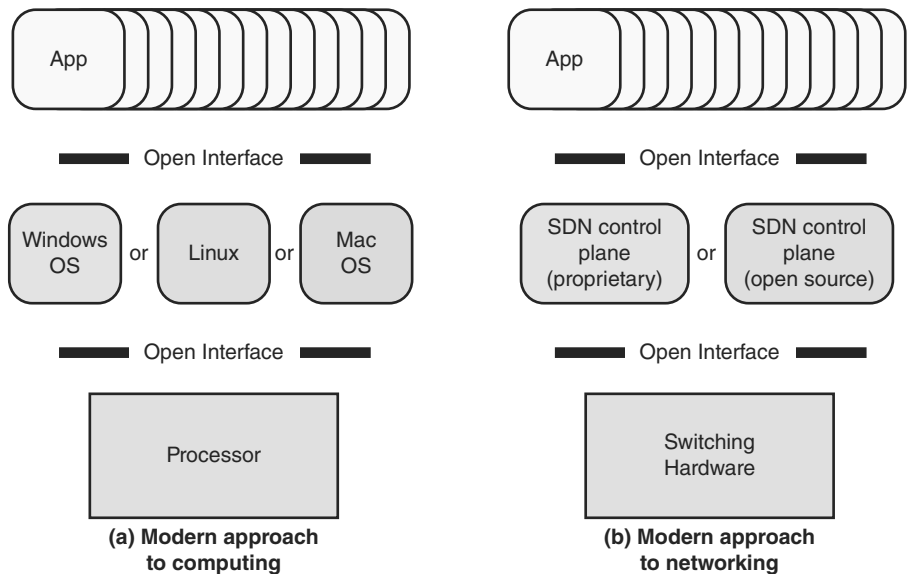 App
Open Interface
Windows
OS
or
Linux
or
Mac
OS
Open Interface
Processor
(a) Modern approach
to computing
App
Open Interface
SDN control
plane
(proprietary)
or
SDN control
plane
(open source)
Open Interface
Switching
Hardware
(b) Modern approach
to networking